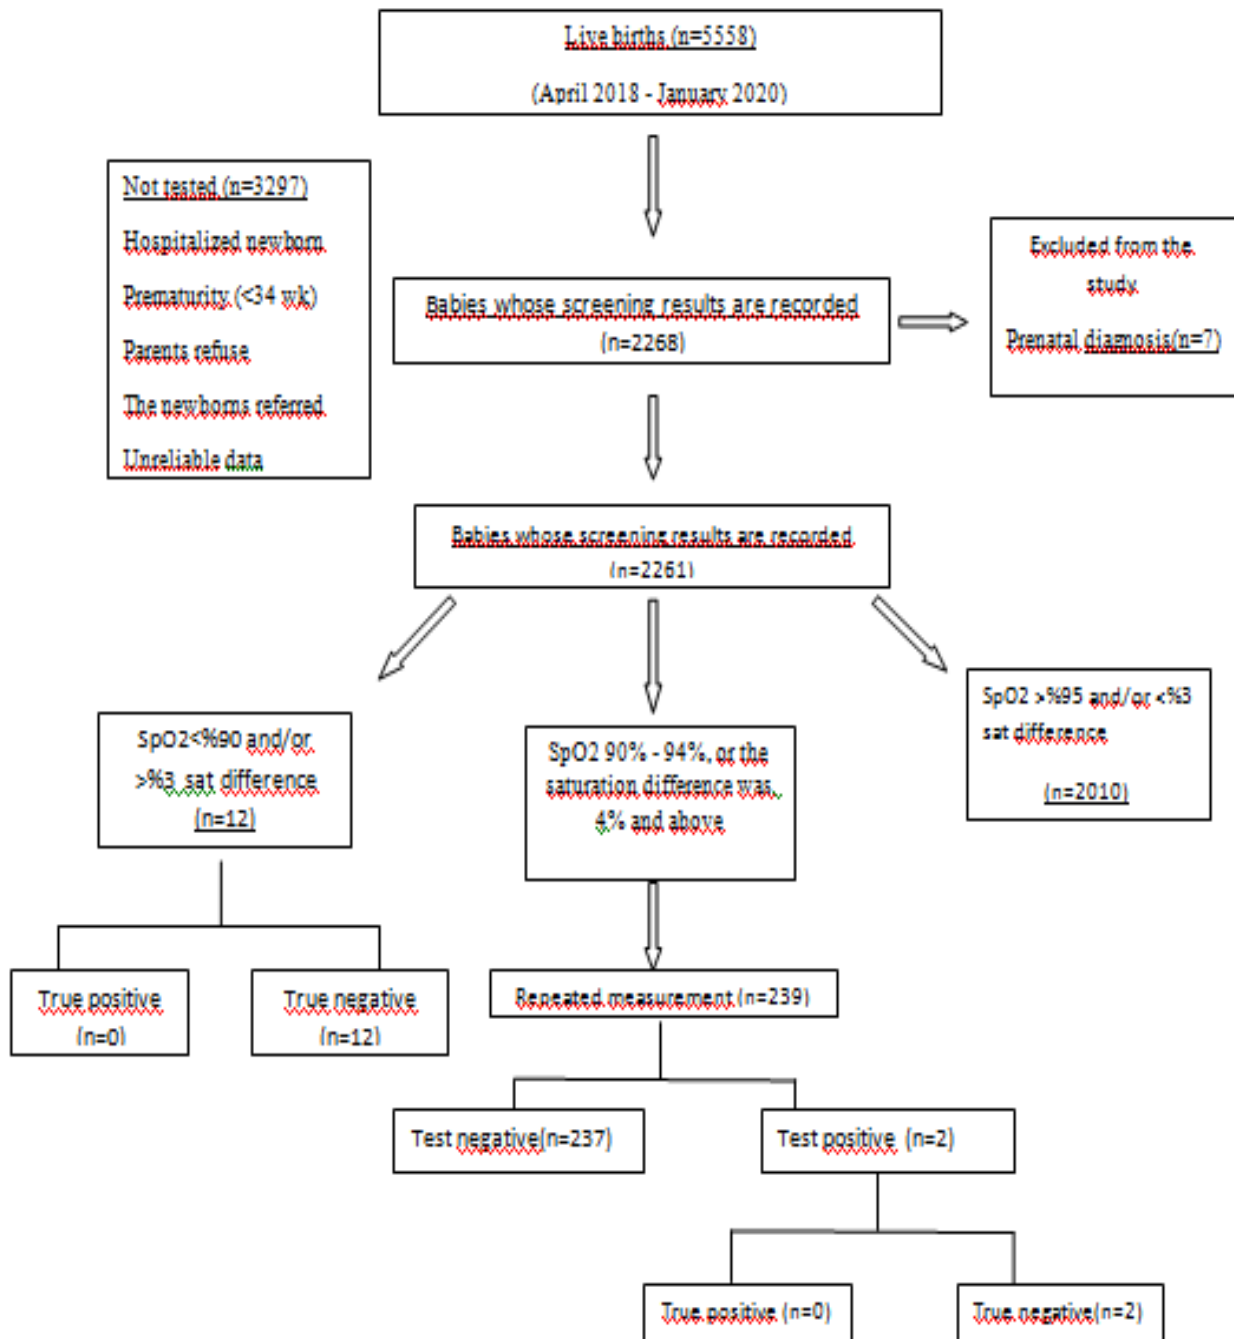 Live births (n=5558)
(April 2018 - January 2020)
Not tested (n=3297)
Hospitalized newborn
Prematurity (<34 wk)
Parents refuse
The newborns referred
Unreliable data
Babies whose screening results are recorded
(n=2268)
Excluded from the
study
Prenatal diagnosis(n=7)
Babies whose screening results are recorded
(n=2261)
SpO2<%90 and/or
>%3 sat difference
(n=12)
SpO2 90% - 94%, or the
saturation difference was
4% and above
SpO2 >%95 and/or <%3
sat difference
(n=2010)
True positive
(n=0)
True negative
(n=12)
Repeated measurement (n=239)
Test negative(n=237)
Test positive (n=2)
True positive (n=0)
True negative(n=2)